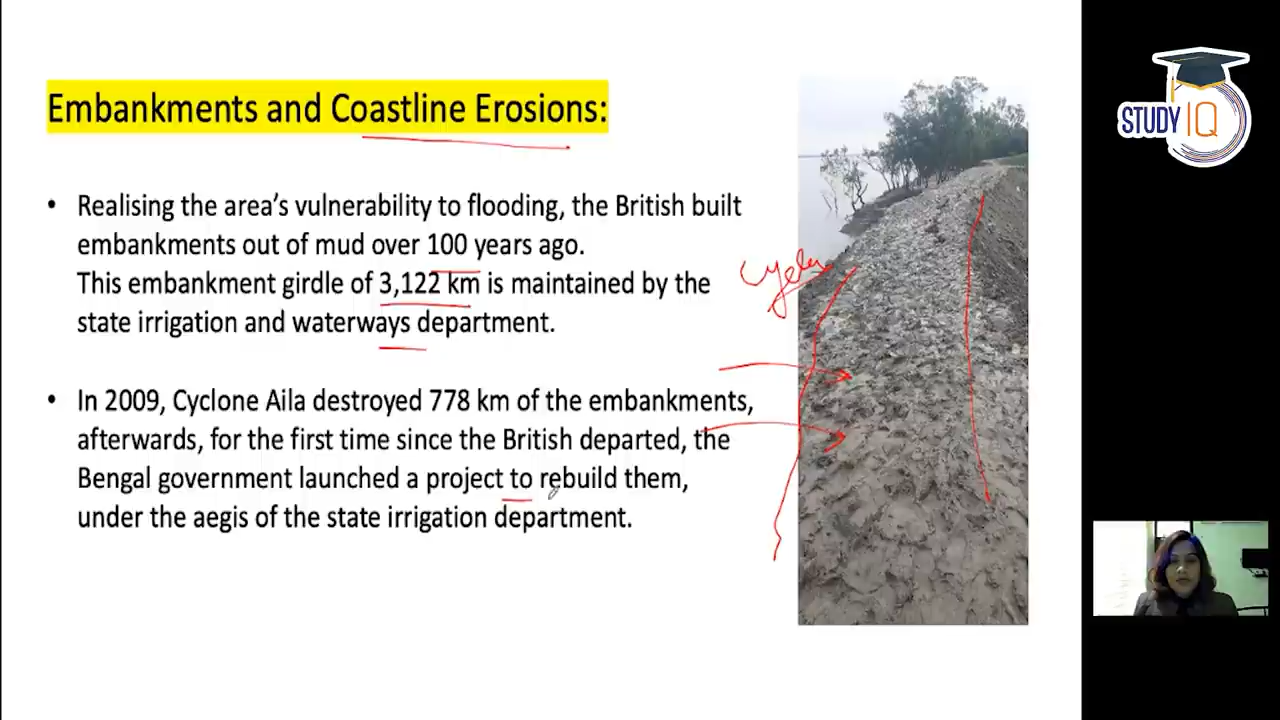 Embankments and Coastline Erosions:
• Realising the area's vulnerability to flooding, the British built
embankments out of mud over 100 years ago.
This embankment girdle of 3,122 km is maintained by the
state irrigation and waterways department.
• In 2009, Cyclone Aila destroyed 778 km of the embankments,
afterwards, for the first time since the British departed, the
Bengal government launched a project to rebuild them,
under the aegis of the state irrigation department.
STUDY IQ